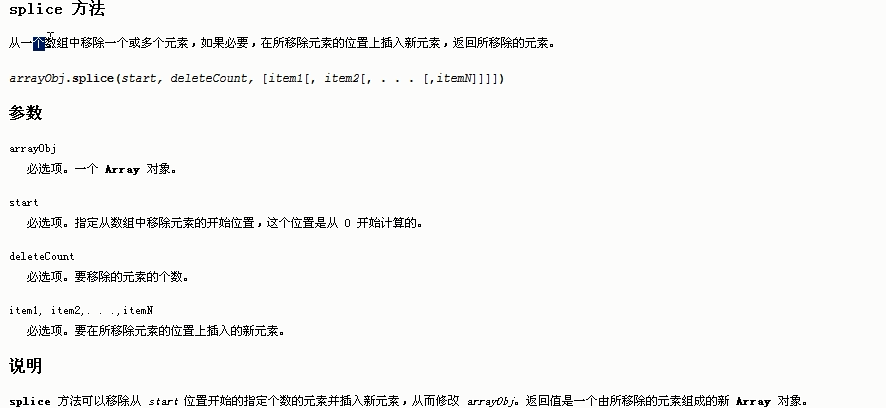 splice 方法
从一个数组中移除一个或多个元素，如果必要，在所移除元素的位置上插入新元素，返回所移除的元素。
arrayObj.splice(start, deleteCount, [item1[, item2[, . . . [,itemN]]]])
参数
arrayObj
必选项。一个 Array 对象。
start
必选项。指定从数组中移除元素的开始位置，这个位置是从 0 开始计算的。
deleteCount
必选项。要移除的元素的个数。
item1, item2,. . .,itemN
必选项。要在所移除元素的位置上插入的新元素。
说明
splice 方法可以移除从 start 位置开始的指定个数的元素并插入新元素，从而修改 arrayObj。返回值是一个由所移除的元素组成的新 Array 对象。